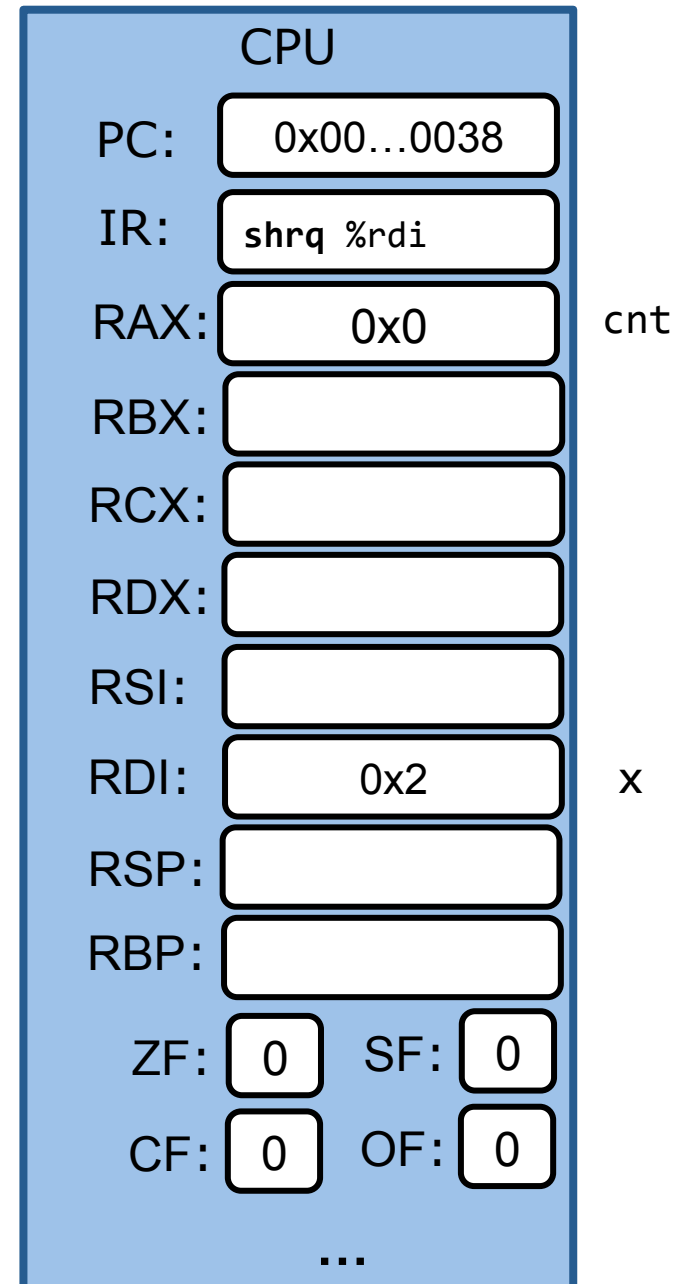 CPU
PC: 0x00...0038
IR: shrq %rdi
RAX: 0x0 cnt
RBX:
RCX:
RDX:
RSI:
RDI: 0x2 x
RSP:
RBP:
ZF: 0 SF: 0
CF: 0 OF: 0
...